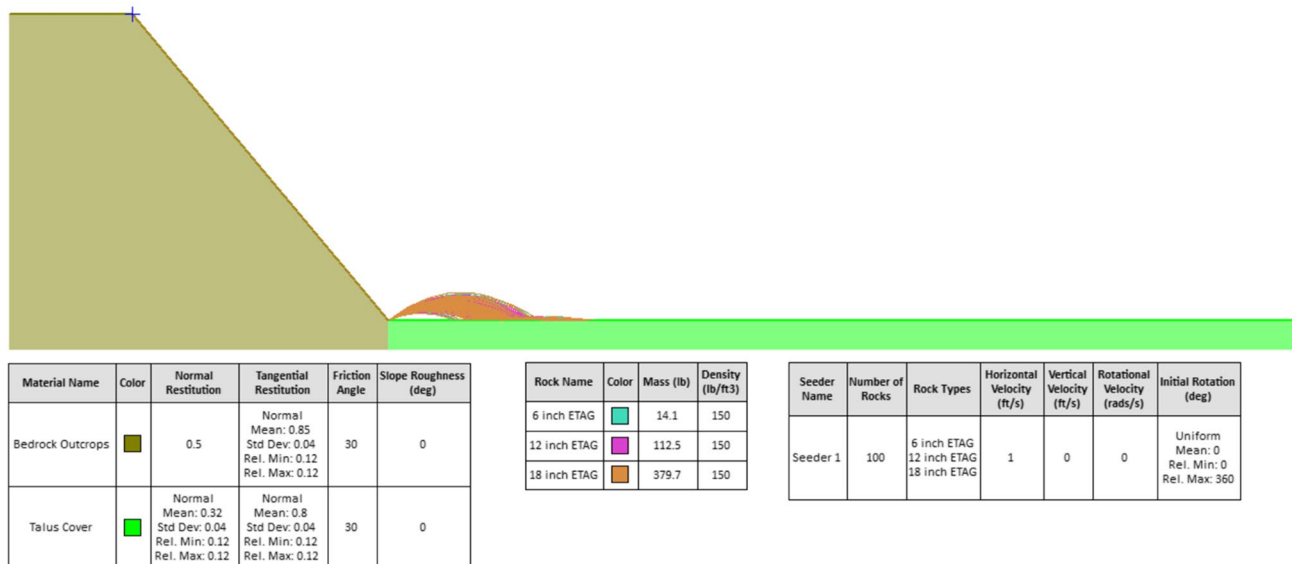 Material Name Color Normal Restitution Tangential Restitution Friction Angle Slope Roughness (deg)
Bedrock Outcrops 0.5 Normal Mean: 0.85 Std Dev: 0.04 Rel. Min: 0.12 Rel. Max: 0.12 30 0
Talus Cover Normal Mean: 0.32 Std Dev: 0.04 Rel. Min: 0.12 Rel. Max: 0.12 Normal Mean: 0.8 Std Dev: 0.04 Rel. Min: 0.12 Rel. Max: 0.12 30 0
Rock Name Color Mass (lb) Density (lb/ft3)
6 inch ETAG 14.1 150
12 inch ETAG 112.5 150
18 inch ETAG 379.7 150
Seeder Name Number of Rocks Rock Types Horizontal Velocity (ft/s) Vertical Velocity (ft/s) Rotational Velocity (rads/s) Initial Rotation (deg)
Seeder 1 100 6 inch ETAG 12 inch ETAG 18 inch ETAG 1 0 0 Uniform Mean: 0 Rel. Min: 0 Rel. Max: 360